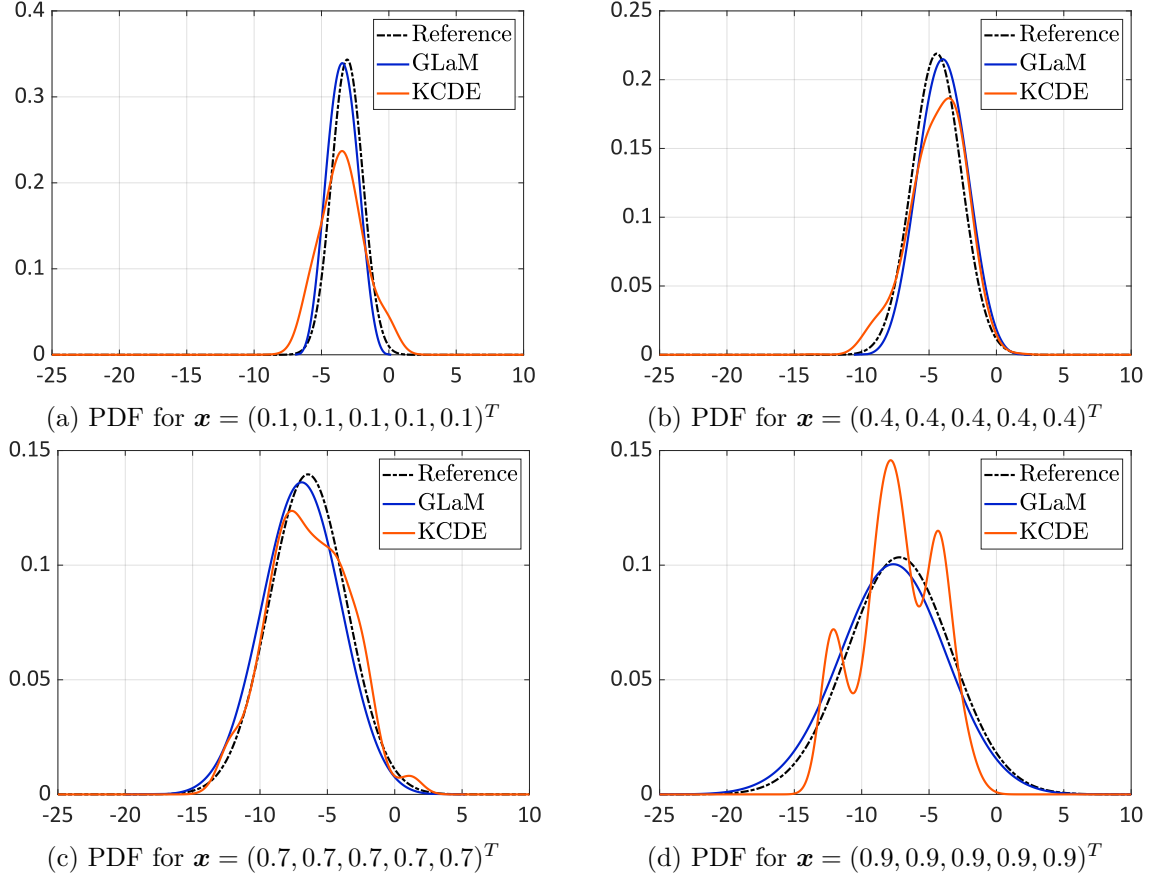 0.4
0.3
0.2
0.1
0
-25 -20 -15 -10 -5 0 5 10
Reference
GLaM
KCDE
(a) PDF for x = (0.1, 0.1, 0.1, 0.1, 0.1)^T
0.25
0.2
0.15
0.1
0.05
0
-25 -20 -15 -10 -5 0 5 10
Reference
GLaM
KCDE
(b) PDF for x = (0.4, 0.4, 0.4, 0.4, 0.4)^T
0.15
0.1
0.05
0
-25 -20 -15 -10 -5 0 5 10
Reference
GLaM
KCDE
(c) PDF for x = (0.7, 0.7, 0.7, 0.7, 0.7)^T
0.15
0.1
0.05
0
-25 -20 -15 -10 -5 0 5 10
Reference
GLaM
KCDE
(d) PDF for x = (0.9, 0.9, 0.9, 0.9, 0.9)^T